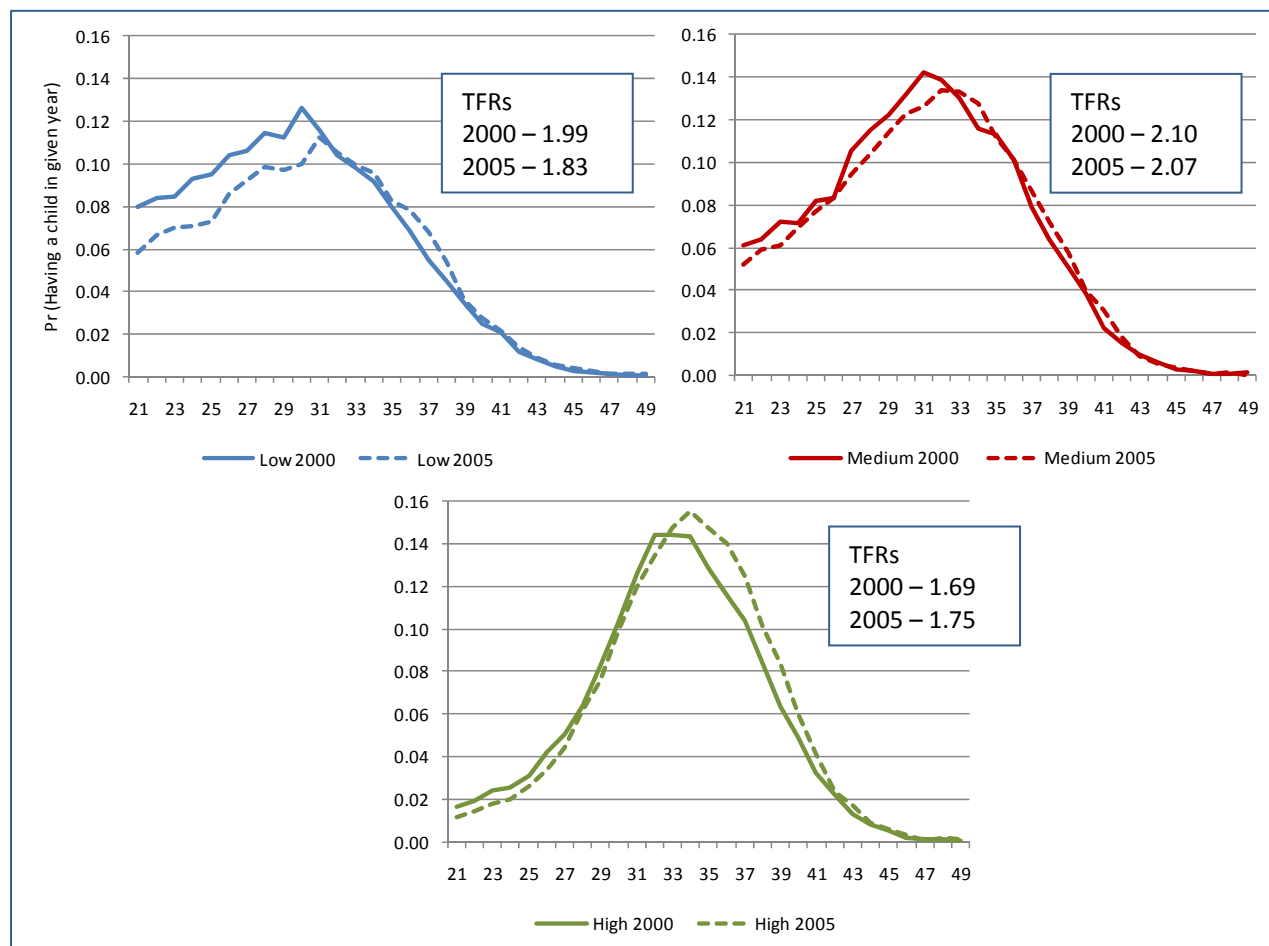 Pr (Having a child in given year)
0.16
0.14
0.12
0.10
0.08
0.06
0.04
0.02
0.00
21 23 25 27 29 31 33 35 37 39 41 43 45 47 49
TFRs
2000 – 1.99
2005 – 1.83
Low 2000 Low 2005
0.16
0.14
0.12
0.10
0.08
0.06
0.04
0.02
0.00
21 23 25 27 29 31 33 35 37 39 41 43 45 47 49
TFRs
2000 – 2.10
2005 – 2.07
Medium 2000 Medium 2005
0.16
0.14
0.12
0.10
0.08
0.06
0.04
0.02
0.00
21 23 25 27 29 31 33 35 37 39 41 43 45 47 49
TFRs
2000 – 1.69
2005 – 1.75
High 2000 High 2005